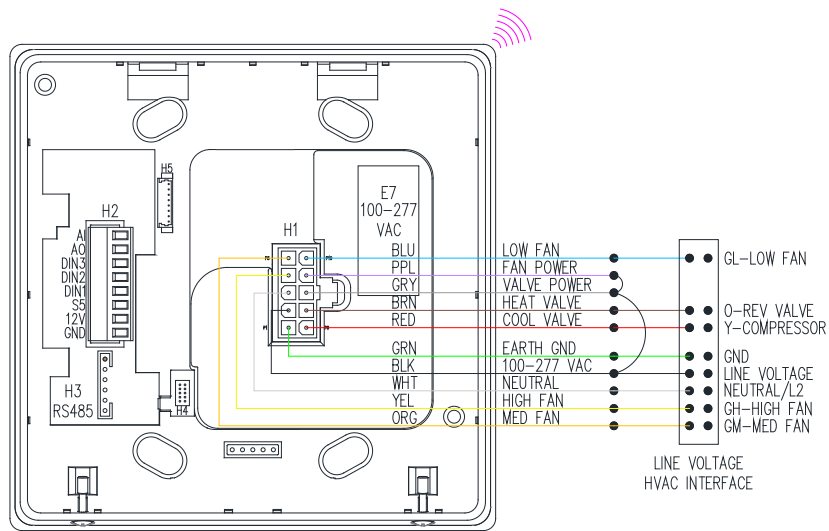 H5
E7
100-277
VAC
H2
H1
AI
AO
DIN3
DIN2
DIN1
S5
12V
GND
BLU LOW FAN
PPL FAN POWER
GRY VALVE POWER
BRN HEAT VALVE
RED COOL VALVE
GRN EARTH GND
BLK 100-277 VAC
WHT NEUTRAL
YEL HIGH FAN
ORG MED FAN
GL-LOW FAN
O-REV VALVE
Y-COMPRESSOR
GND
LINE VOLTAGE
NEUTRAL/L2
GH-HIGH FAN
GM-MED FAN
H3
RS485
H4
LINE VOLTAGE
HVAC INTERFACE